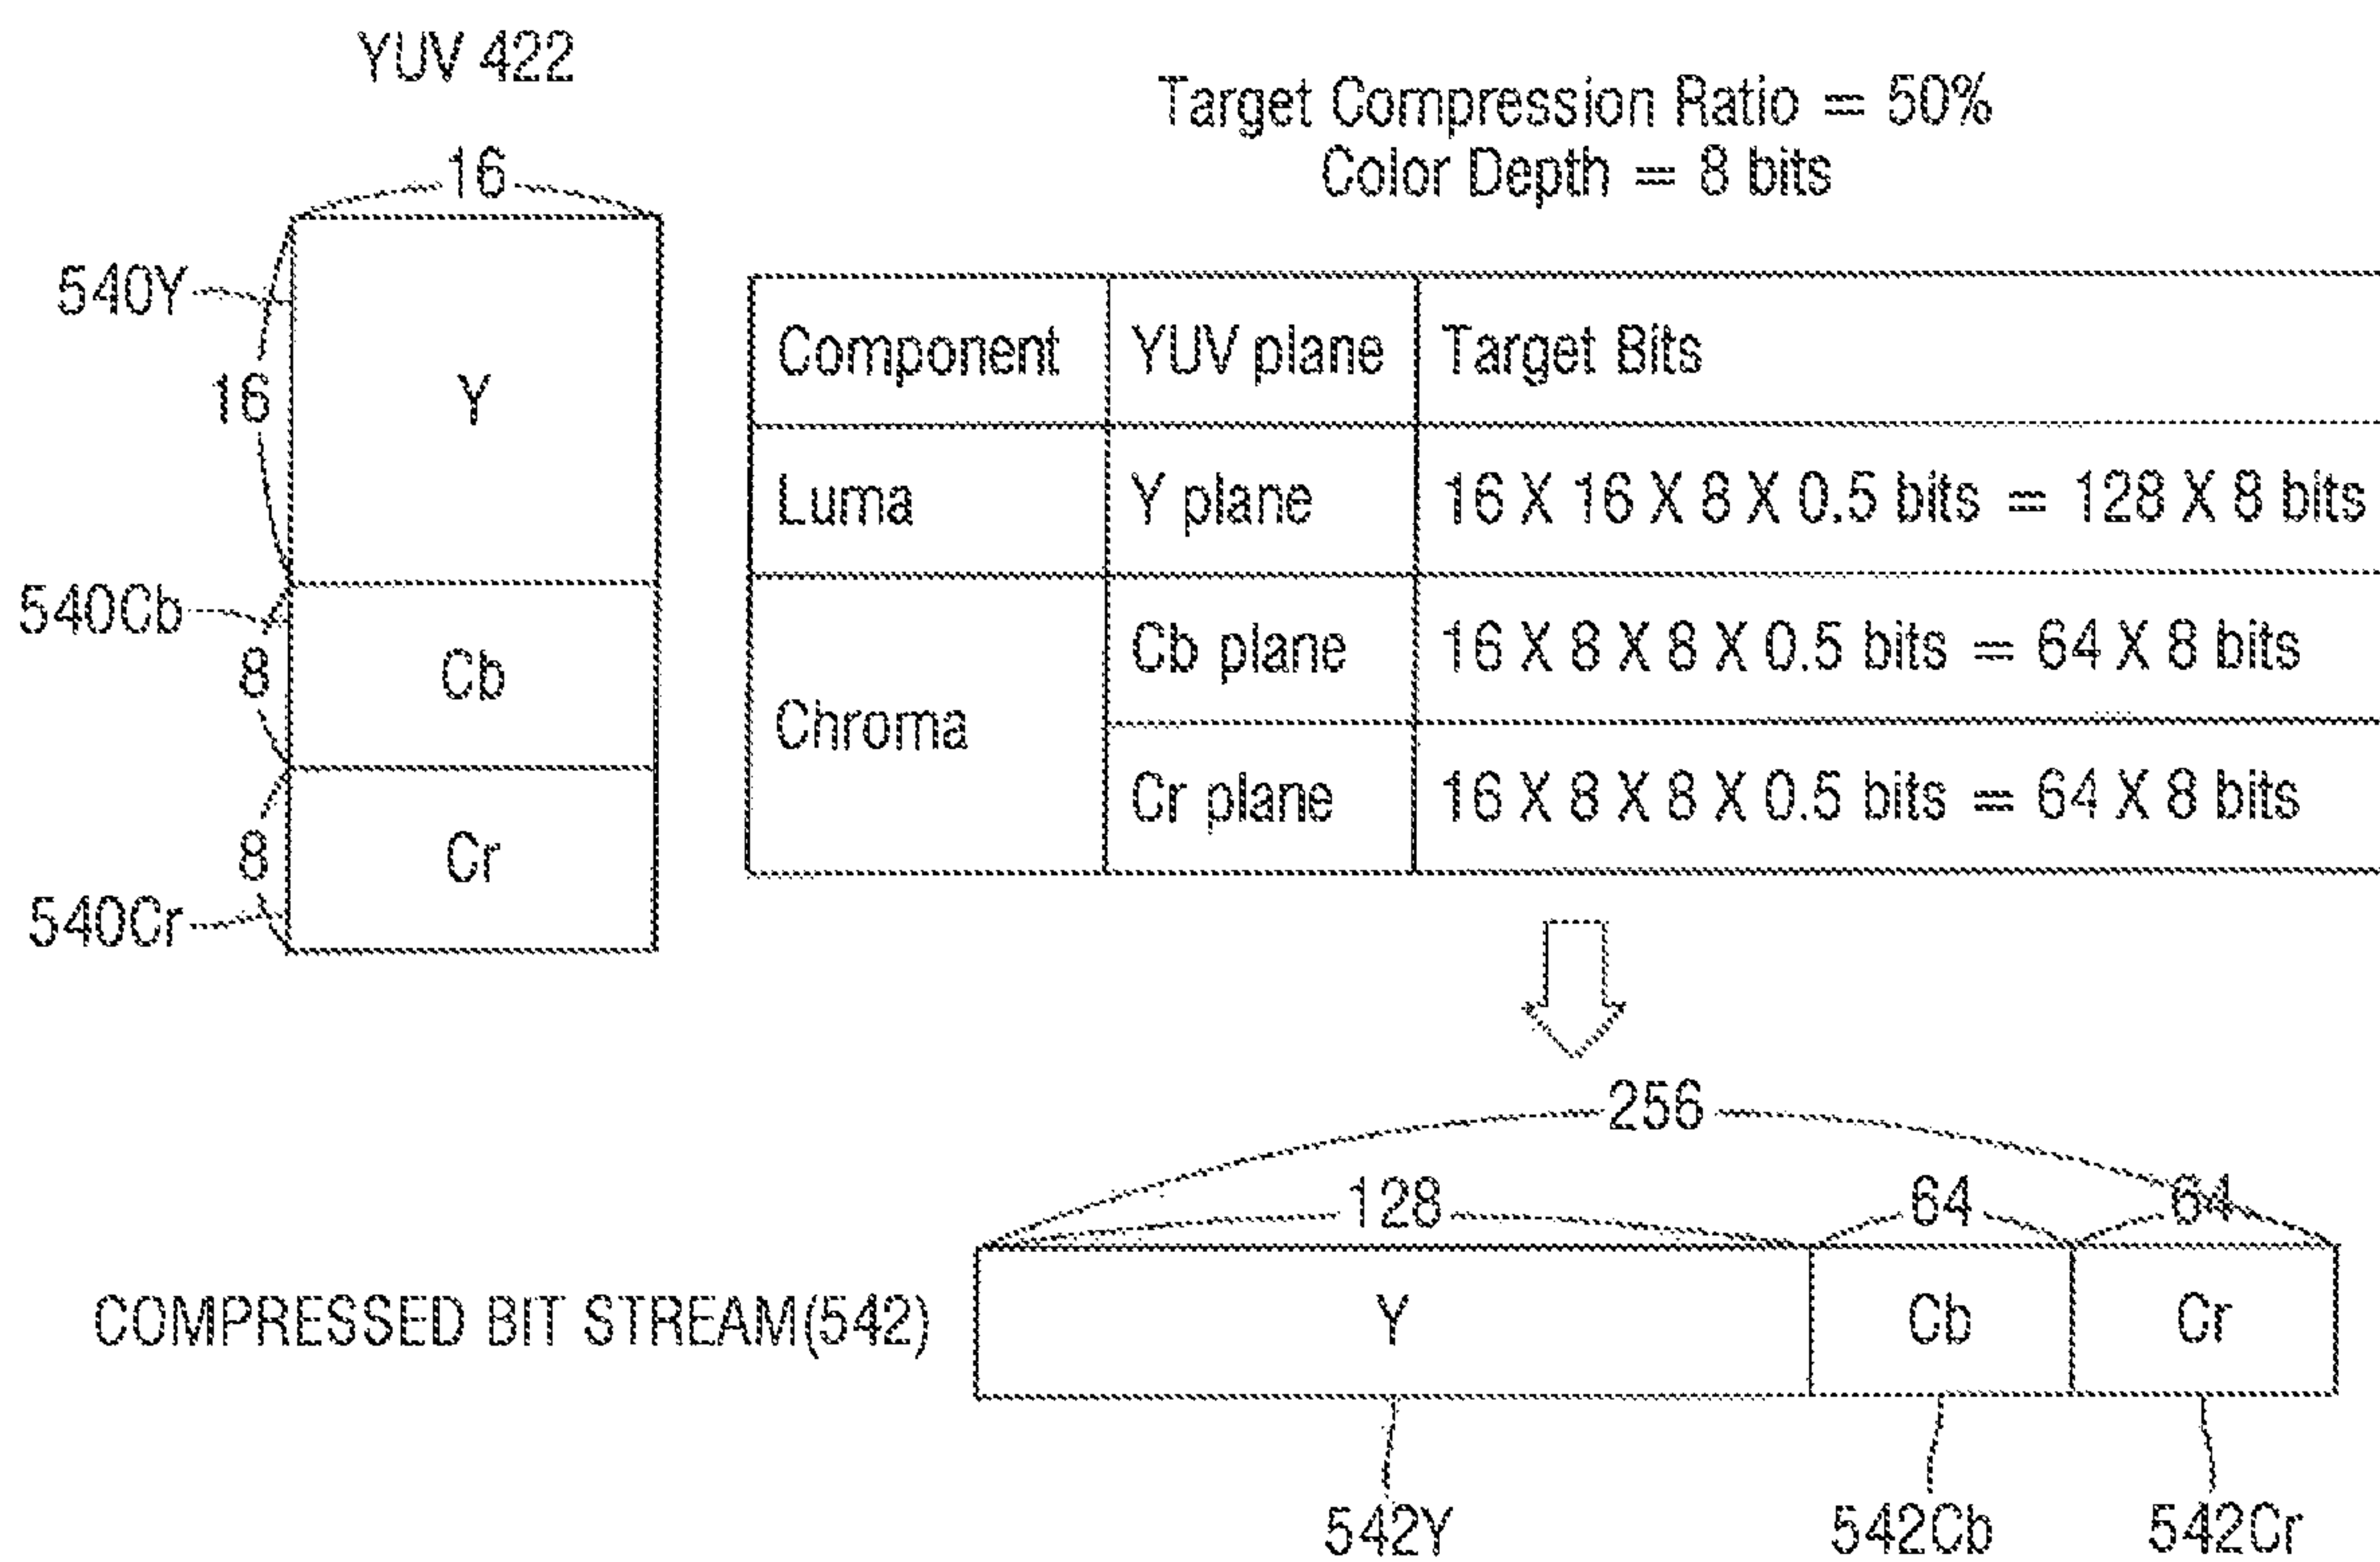 YUV 422
16
540Y
16
Y
540Cb
8
Cb
8
Cr
540Cr
Target Compression Ratio = 50%
Color Depth = 8 bits
Component YUV plane Target Bits
Luma Y plane 16 X 16 X 8 X 0.5 bits = 128 X 8 bits
Chroma
Cb plane 16 X 8 X 8 X 0.5 bits = 64 X 8 bits
Cr plane 16 X 8 X 8 X 0.5 bits = 64 X 8 bits
256
128 64 64
COMPRESSED BIT STREAM(542) Y Cb Cr
542Y 542Cb 542Cr